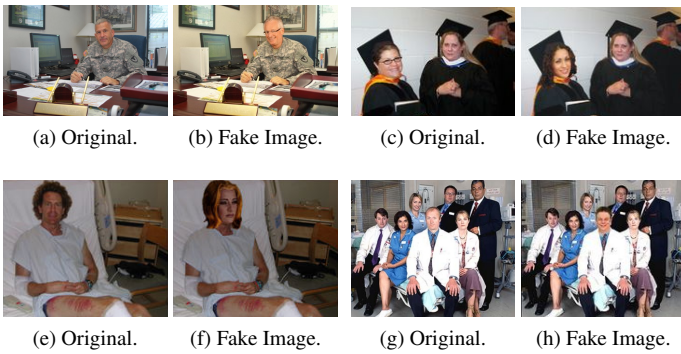 (a) Original. (b) Fake Image. (c) Original. (d) Fake Image.
(e) Original. (f) Fake Image. (g) Original. (h) Fake Image.